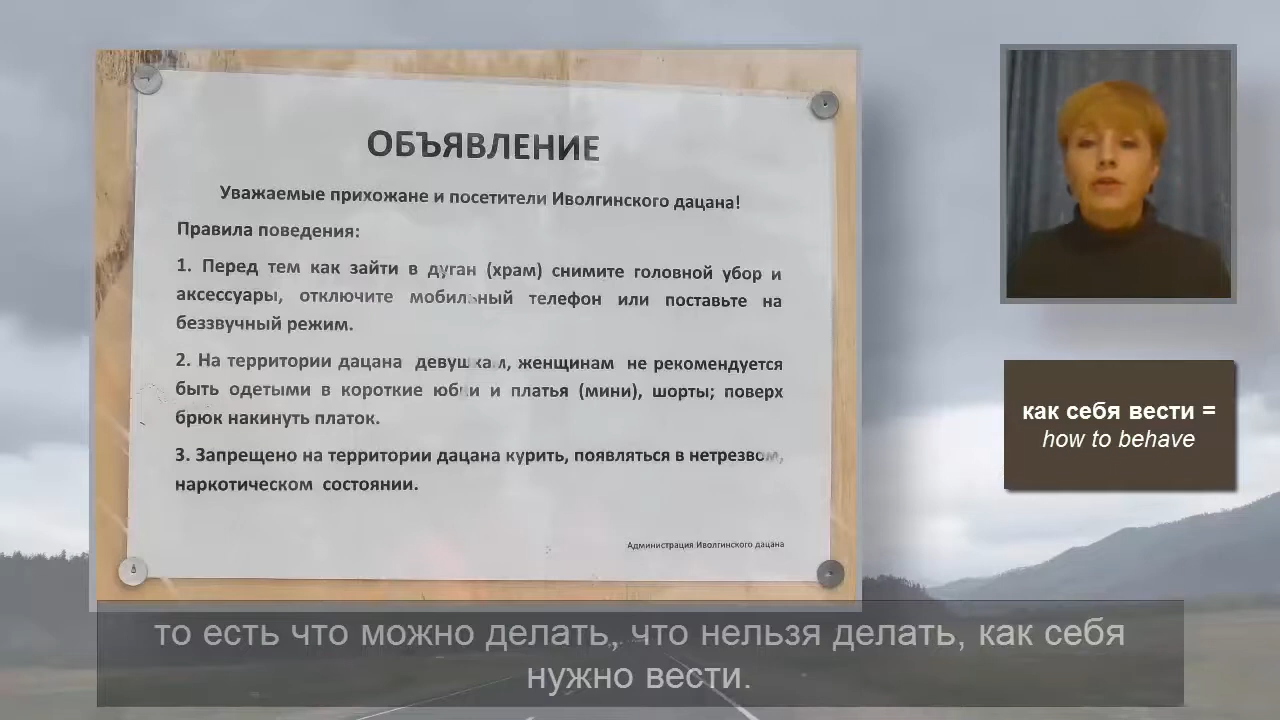 ОБЪЯВЛЕНИЕ
Уважаемые прихожане и посетители Иволгинского дацана!
Правила поведения:
1. Перед тем как зайти в дуган (храм) снимите головной убор и
аксессуары, отключите мобильный телефон или поставьте на
беззвучный режим.
2. На территории дацана девушкам, женщинам не рекомендуется
быть одетыми в короткие юбки и платья (мини), шорты; поверх
брюк накинуть платок.
3. Запрещено на территории дацана курить, появляться в нетрезвом,
наркотическом состоянии.
Администрация Иволгинского дацана
как себя вести =
how to behave
то есть что можно делать, что нельзя делать, как себя
нужно вести.